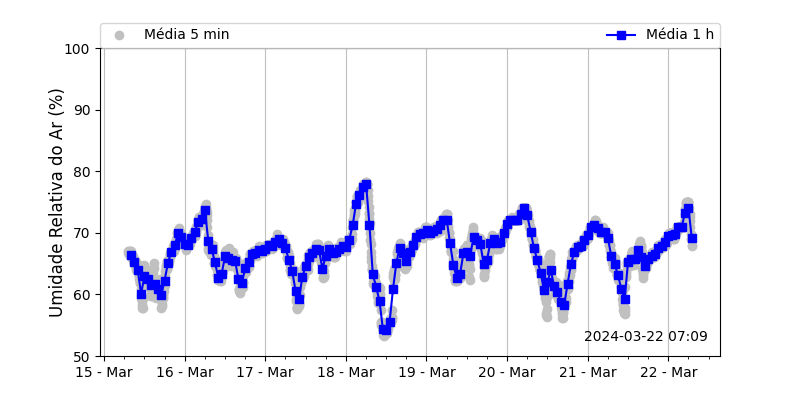 Média 5 min
Média 1 h
Umidade Relativa do Ar (%)
100
90
80
70
60
50
2024-03-22 07:09
15 - Mar
16 - Mar
17 - Mar
18 - Mar
19 - Mar
20 - Mar
21 - Mar
22 - Mar